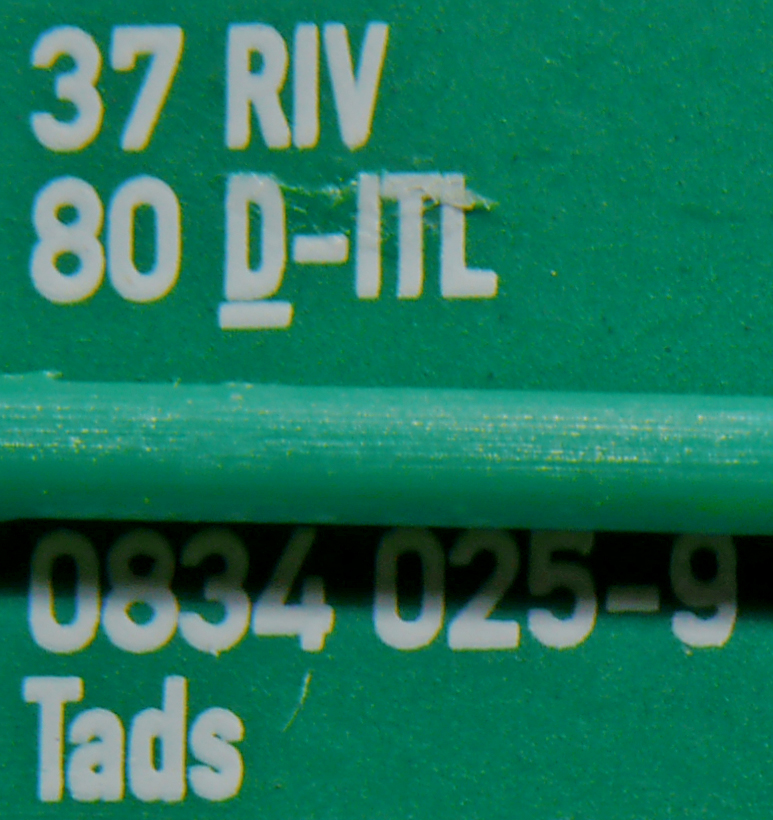 37 RIV
80 D-ITL
0834 025-9
Tads